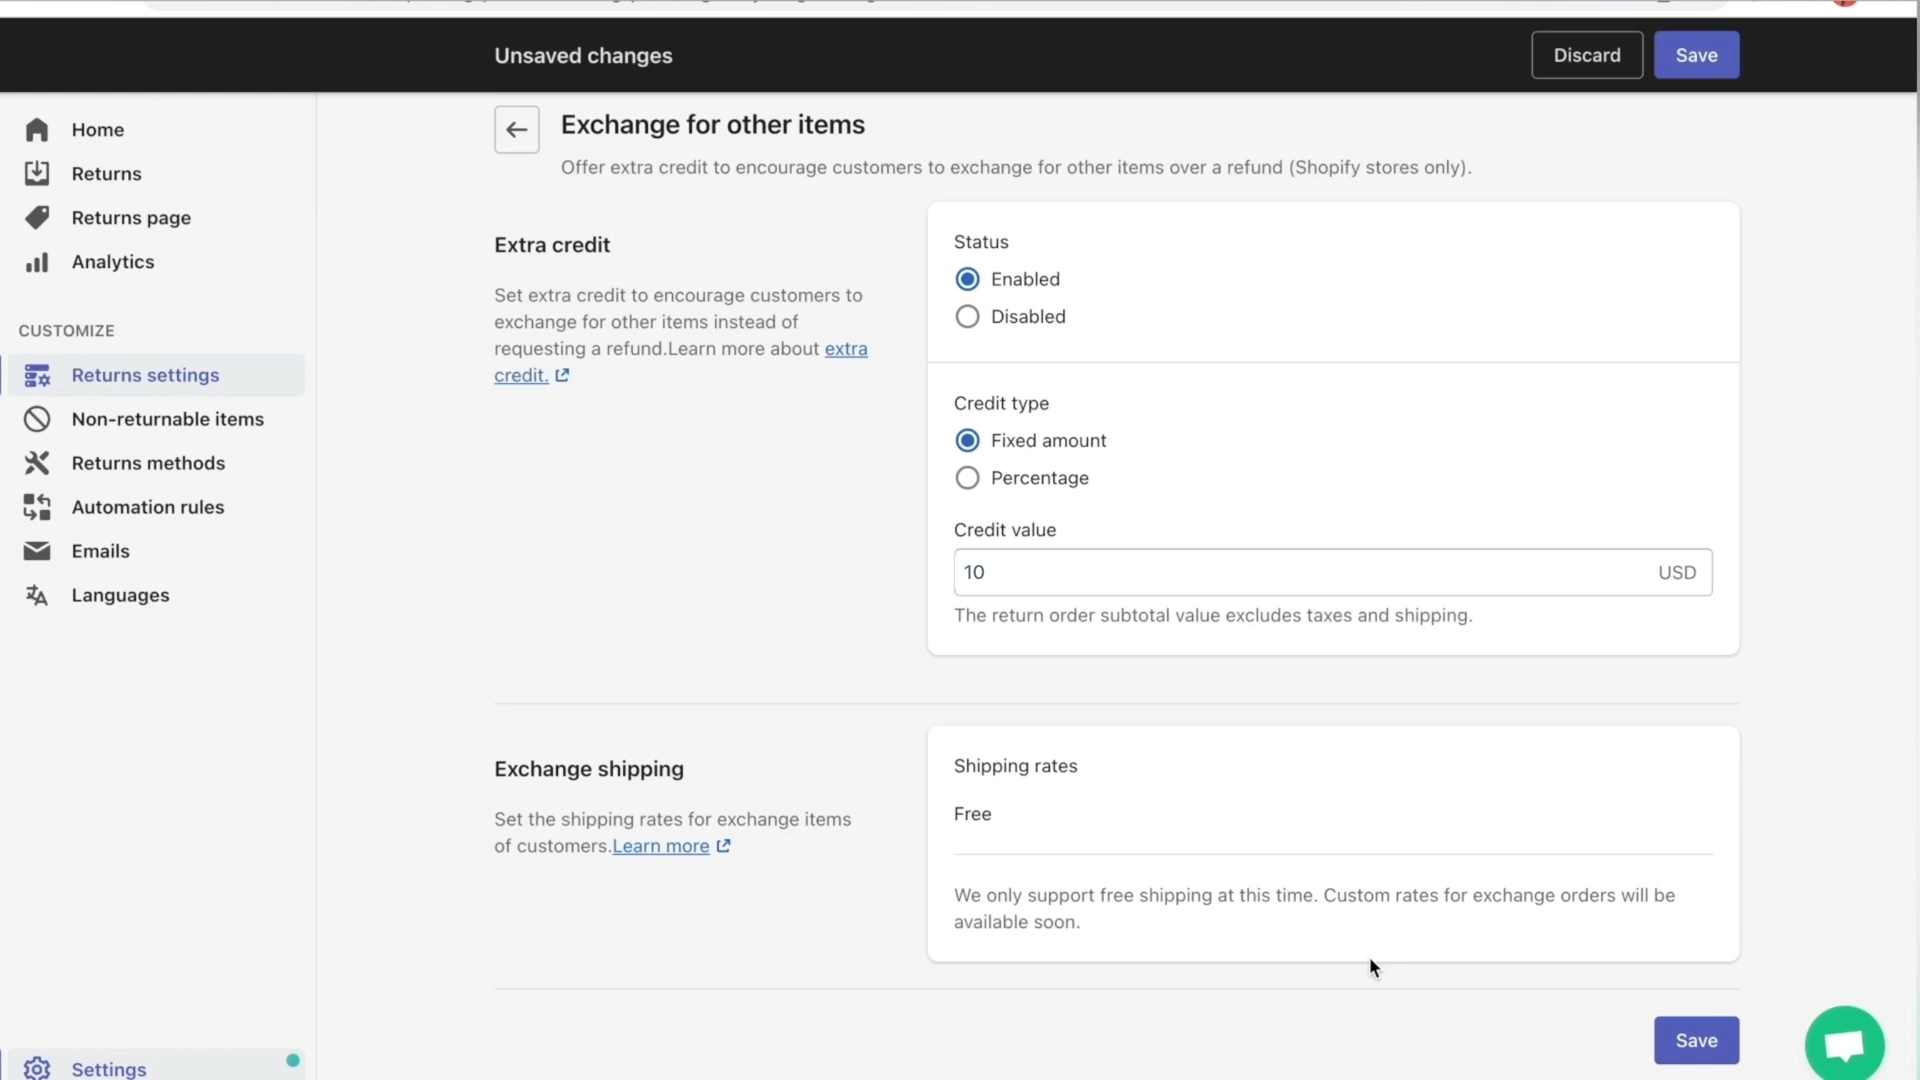 Unsaved changes
Discard
Save
Home
Returns
Returns page
Analytics
CUSTOMIZE
Returns settings
Non-returnable items
Returns methods
Automation rules
Emails
Languages
Settings
Exchange for other items
Offer extra credit to encourage customers to exchange for other items over a refund (Shopify stores only).
Extra credit
Set extra credit to encourage customers to
exchange for other items instead of
requesting a refund.Learn more about extra
credit.
Status
Enabled
Disabled
Credit type
Fixed amount
Percentage
Credit value
10 USD
The return order subtotal value excludes taxes and shipping.
Exchange shipping
Set the shipping rates for exchange items
of customers.Learn more
Shipping rates
Free
We only support free shipping at this time. Custom rates for exchange orders will be
available soon.
Save